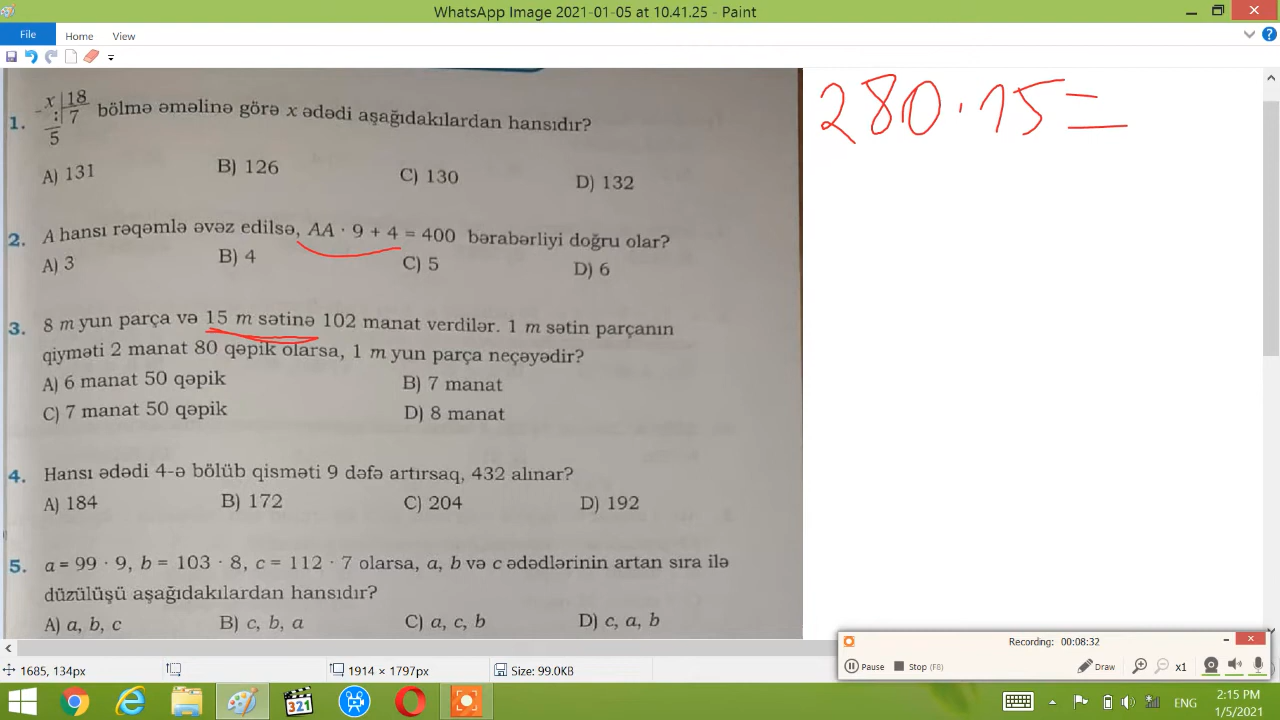 WhatsApp Image 2021-01-05 at 10.41.25 - Paint
File Home View
280 · 15 =
x 18
7
5
1. bölmə əməlinə görə x ədədi aşağıdakılardan hansıdır?
A) 131 B) 126 C) 130 D) 132
2. A hansı rəqəmlə əvəz edilsə, AA · 9 + 4 = 400 bərabərliyi doğru olar?
A) 3 B) 4 C) 5 D) 6
3. 8 m yun parça və 15 m sətinə 102 manat verdilər. 1 m sətin parçanın
qiyməti 2 manat 80 qəpik olarsa, 1 m yun parça neçəyədir?
A) 6 manat 50 qəpik B) 7 manat
C) 7 manat 50 qəpik D) 8 manat
4. Hansı ədədi 4-ə bölüb qisməti 9 dəfə artırsaq, 432 alınar?
A) 184 B) 172 C) 204 D) 192
5. a = 99 · 9, b = 103 · 8, c = 112 · 7 olarsa, a, b və c ədədlərinin artan sıra ilə
düzülüşü aşağıdakılardan hansıdır?
A) a, b, c B) c, b, a C) a, c, b D) c, a, b
Recording: 00:08:32
Pause Stop (F8) Draw x1
1685, 134px 1914 × 1797px Size: 99.0KB
321
ENG
2:15 PM
1/5/2021